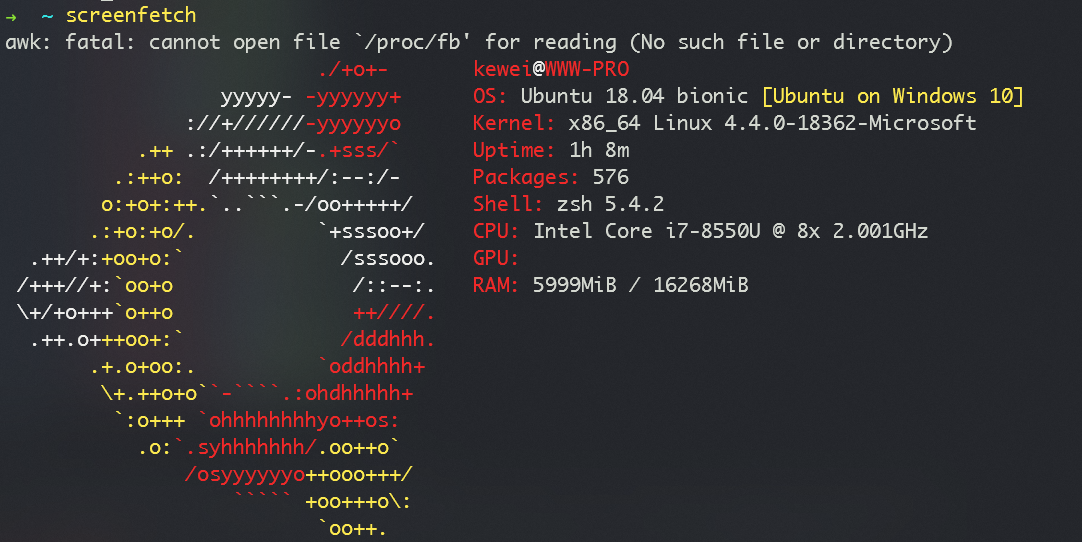 → ~ screenfetch
awk: fatal: cannot open file `/proc/fb' for reading (No such file or directory)
                          ./+o+-       kewei@WWW-PRO
                  yyyyy- -yyyyyy+      OS: Ubuntu 18.04 bionic [Ubuntu on Windows 10]
               ://+//////-yyyyyyo      Kernel: x86_64 Linux 4.4.0-18362-Microsoft
           .++ .:/++++++/-.+sss/`      Uptime: 1h 8m
         .:++o:  /++++++++/:--:/-      Packages: 576
        o:+o+:++.`..```.-/oo+++++/     Shell: zsh 5.4.2
       .:+o:+o/.          `+sssoo+/    CPU: Intel Core i7-8550U @ 8x 2.001GHz
  .++/+:+oo+o:`             /sssooo.   GPU:
 /+++//+:`oo+o               /::--:.   RAM: 5999MiB / 16268MiB
 \+/+o+++`o++o               ++////.
  .++.o+++oo+:`             /dddhhh.
       .+.o+oo:.          `oddhhhh+
        \+.++o+o``-````.:ohdhhhhh+
         `:o+++ `ohhhhhhhhyo++os:
           .o:`.syhhhhhhh/.oo++o`
               /osyyyyyyo++ooo+++/
                   ````` +oo+++o\:
                          `oo++.